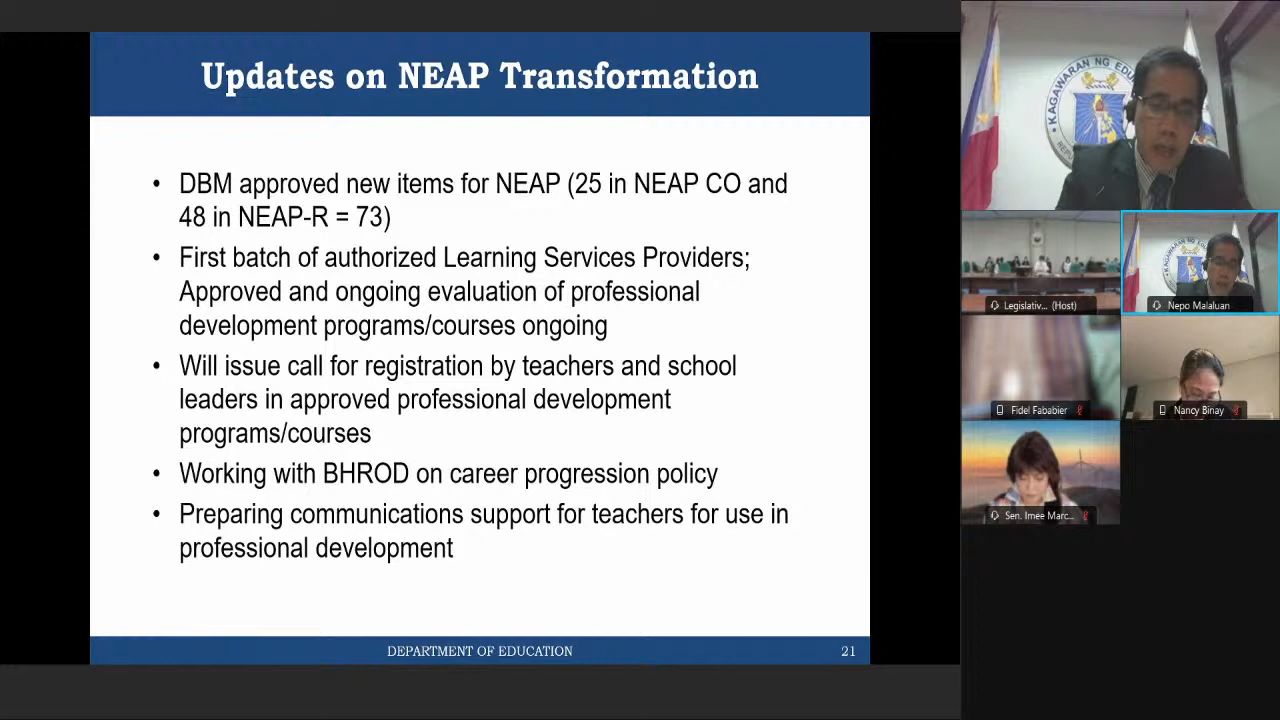 Updates on NEAP Transformation
• DBM approved new items for NEAP (25 in NEAP CO and
48 in NEAP-R = 73)
• First batch of authorized Learning Services Providers;
Approved and ongoing evaluation of professional
development programs/courses ongoing
• Will issue call for registration by teachers and school
leaders in approved professional development
programs/courses
• Working with BHROD on career progression policy
• Preparing communications support for teachers for use in
professional development
DEPARTMENT OF EDUCATION
21
KAGAWARAN NG EDU
Legislativ... (Host)
Nepo Malaluan
Fidel Fababier
Nancy Binay
Sen. Imee Marc...